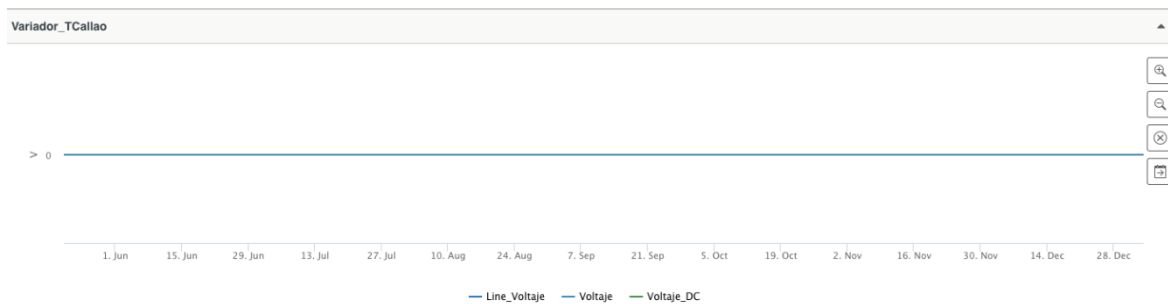 Variador_TCallao
V 0
1. Jun 15. Jun 29. Jun 13. Jul 27. Jul 10. Aug 24. Aug 7. Sep 21. Sep 5. Oct 19. Oct 2. Nov 16. Nov 30. Nov 14. Dec 28. Dec
Line_Voltaje Voltaje Voltaje_DC